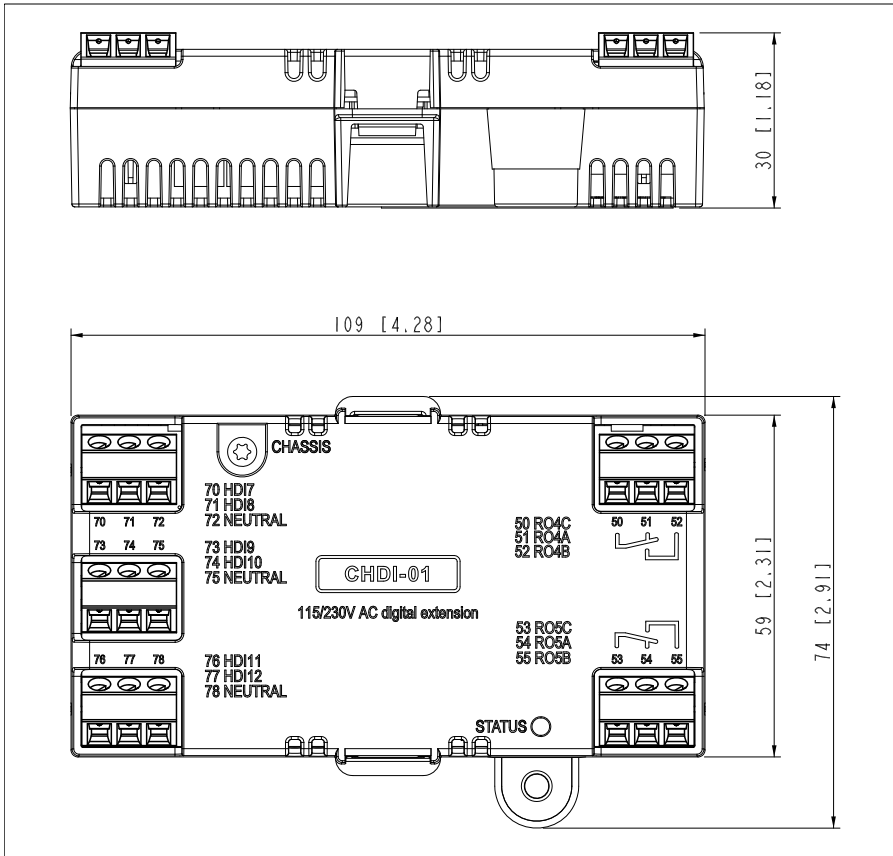 30 [1.18]
109 [4.28]
CHASSIS
70 HDI7
71 HDI8
72 NEUTRAL
70 71 72
73 74 75
73 HDI9
74 HDI10
75 NEUTRAL
CHDI-01
115/230V AC digital extension
50 RO4C
51 RO4A
52 RO4B
50 51 52
53 RO5C
54 RO5A
55 RO5B
53 54 55
76 77 78
76 HDI11
77 HDI12
78 NEUTRAL
STATUS
59 [2.31]
74 [2.91]